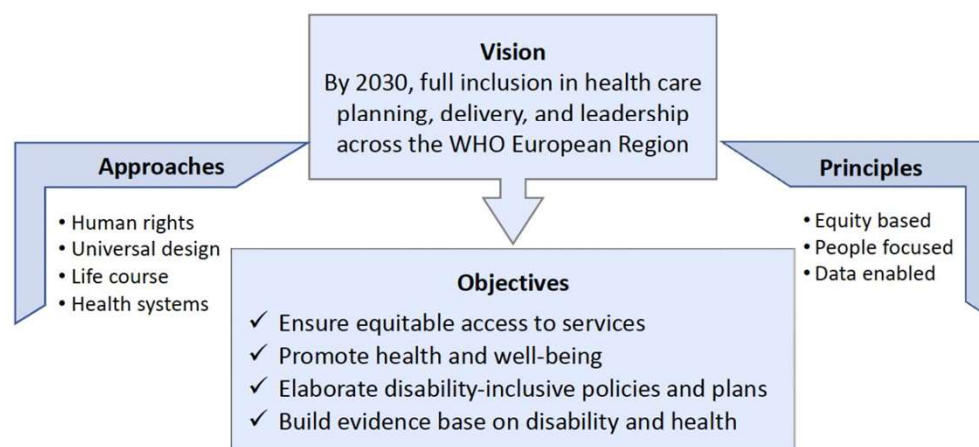 Vision
By 2030, full inclusion in health care
planning, delivery, and leadership
across the WHO European Region
Approaches
• Human rights
• Universal design
• Life course
• Health systems
Principles
• Equity based
• People focused
• Data enabled
Objectives
✓ Ensure equitable access to services
✓ Promote health and well-being
✓ Elaborate disability-inclusive policies and plans
✓ Build evidence base on disability and health